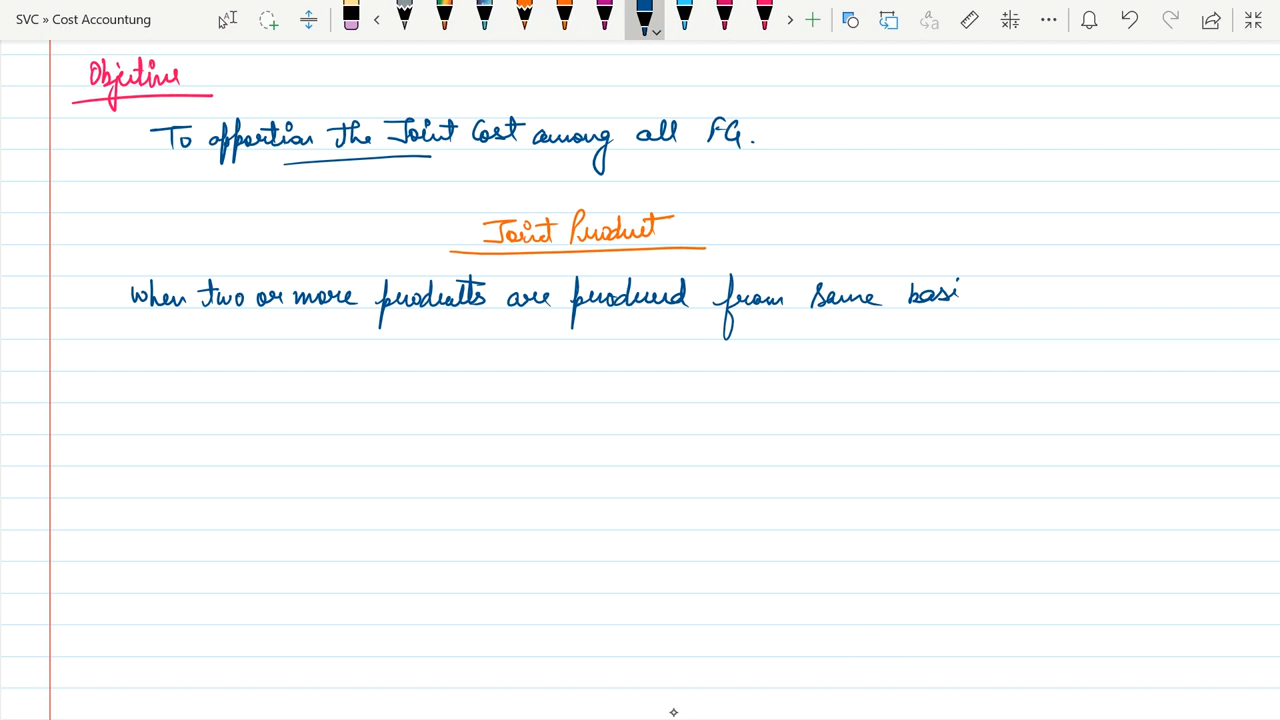 SVC » Cost Accountung
Objective
To apportion the Joint Cost among all FG.
Joint Product
When two or more products are produced from same basi